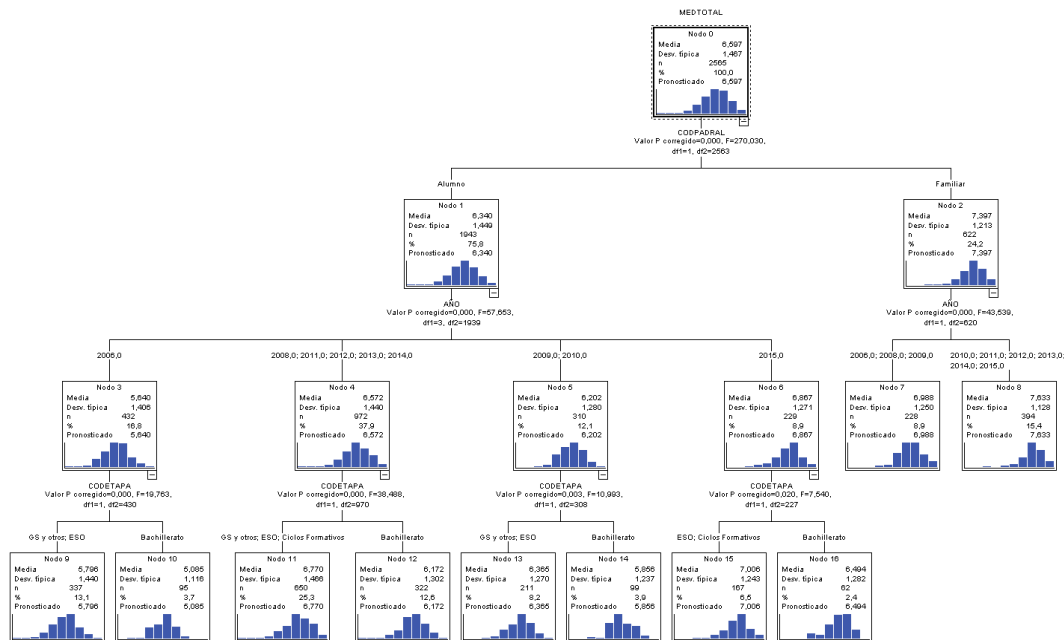 MEDTOTAL
Nodo 0
Media 6,597
Desv. típica 1,467
n 2565
% 100,0
Pronosticado 6,597
CODPADRAL
Valor P corregido=0,000, F=270,030,
df1=1, df2=2563
Alumno
Familiar
Nodo 1
Media 6,340
Desv. típica 1,449
n 1943
% 75,8
Pronosticado 6,340
Nodo 2
Media 7,397
Desv. típica 1,213
n 622
% 24,2
Pronosticado 7,397
AÑO
Valor P corregido=0,000, F=57,653,
df1=3, df2=1939
AÑO
Valor P corregido=0,000, F=43,539,
df1=1, df2=620
2006,0
2008,0; 2011,0; 2012,0; 2013,0; 2014,0
2009,0; 2010,0
2015,0
2006,0; 2008,0; 2009,0
2010,0; 2011,0; 2012,0; 2013,0;
2014,0; 2015,0
Nodo 3
Media 5,640
Desv. típica 1,406
n 432
% 16,8
Pronosticado 5,640
Nodo 4
Media 6,572
Desv. típica 1,440
n 972
% 37,9
Pronosticado 6,572
Nodo 5
Media 6,202
Desv. típica 1,280
n 310
% 12,1
Pronosticado 6,202
Nodo 6
Media 6,867
Desv. típica 1,271
n 229
% 8,9
Pronosticado 6,867
Nodo 7
Media 6,988
Desv. típica 1,250
n 228
% 8,9
Pronosticado 6,988
Nodo 8
Media 7,633
Desv. típica 1,128
n 394
% 15,4
Pronosticado 7,633
CODETAPA
Valor P corregido=0,000, F=19,763,
df1=1, df2=430
CODETAPA
Valor P corregido=0,000, F=38,488,
df1=1, df2=970
CODETAPA
Valor P corregido=0,003, F=10,993,
df1=1, df2=308
CODETAPA
Valor P corregido=0,020, F=7,540,
df1=1, df2=227
GS y otros; ESO
Bachillerato
GS y otros; ESO; Ciclos Formativos
Bachillerato
GS y otros; ESO
Bachillerato
ESO; Ciclos Formativos
Bachillerato
Nodo 9
Media 5,796
Desv. típica 1,440
n 337
% 13,1
Pronosticado 5,796
Nodo 10
Media 5,085
Desv. típica 1,116
n 95
% 3,7
Pronosticado 5,085
Nodo 11
Media 6,770
Desv. típica 1,466
n 650
% 25,3
Pronosticado 6,770
Nodo 12
Media 6,172
Desv. típica 1,302
n 322
% 12,6
Pronosticado 6,172
Nodo 13
Media 6,365
Desv. típica 1,270
n 211
% 8,2
Pronosticado 6,365
Nodo 14
Media 5,856
Desv. típica 1,237
n 99
% 3,9
Pronosticado 5,856
Nodo 15
Media 7,006
Desv. típica 1,243
n 167
% 6,5
Pronosticado 7,006
Nodo 16
Media 6,494
Desv. típica 1,282
n 62
% 2,4
Pronosticado 6,494